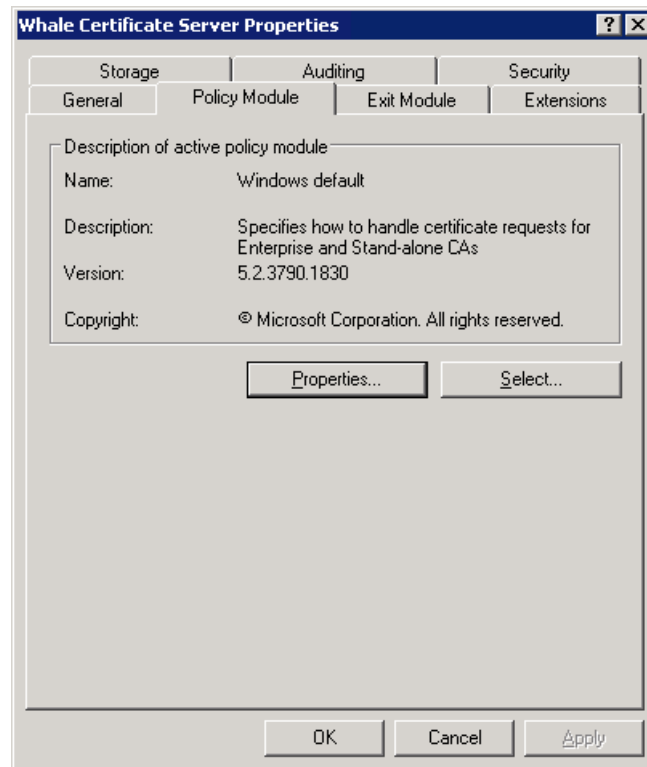 Whale Certificate Server Properties
Storage Auditing Security
General Policy Module Exit Module Extensions
Description of active policy module
Name: Windows default
Description: Specifies how to handle certificate requests for
Enterprise and Stand-alone CAs
Version: 5.2.3790.1830
Copyright: © Microsoft Corporation. All rights reserved.
Properties... Select...
OK Cancel Apply